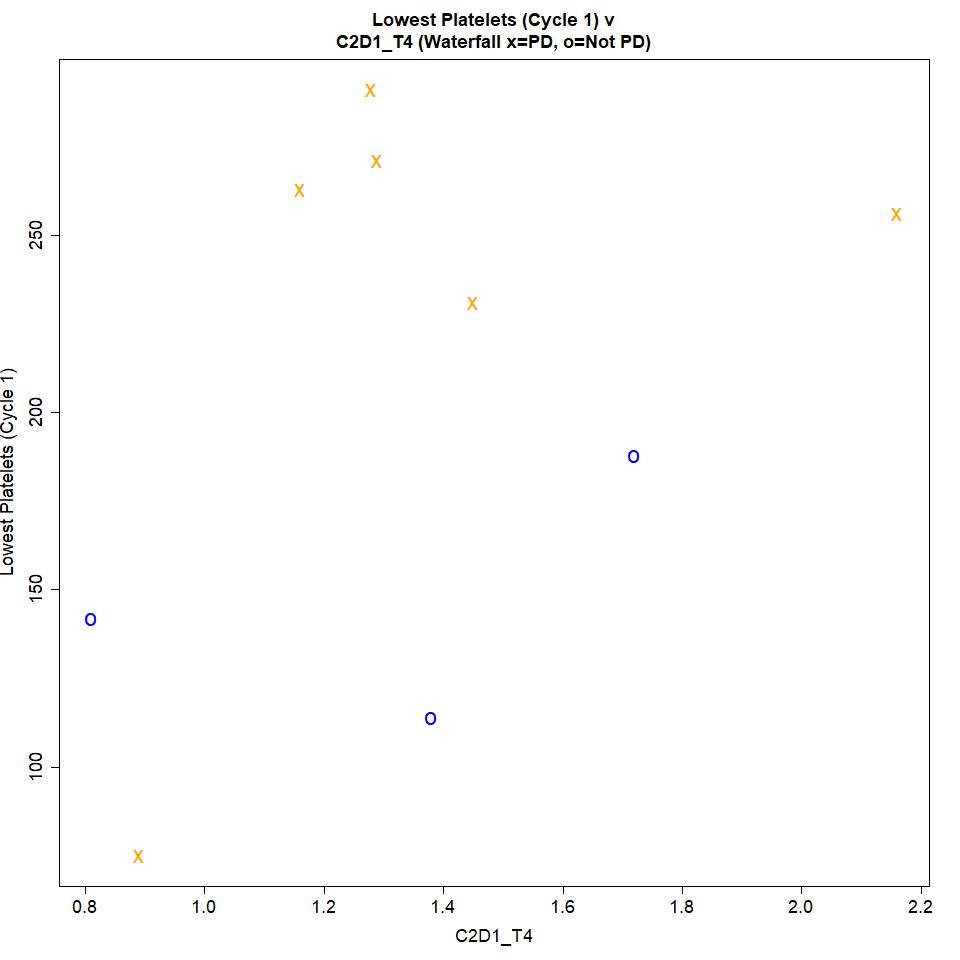 Lowest Platelets (Cycle 1) v
C2D1_T4 (Waterfall x=PD, o=Not PD)
Lowest Platelets (Cycle 1)
250
200
150
100
X
X
X
X
X
O
O
O
X
0.8 1.0 1.2 1.4 1.6 1.8 2.0 2.2
C2D1_T4